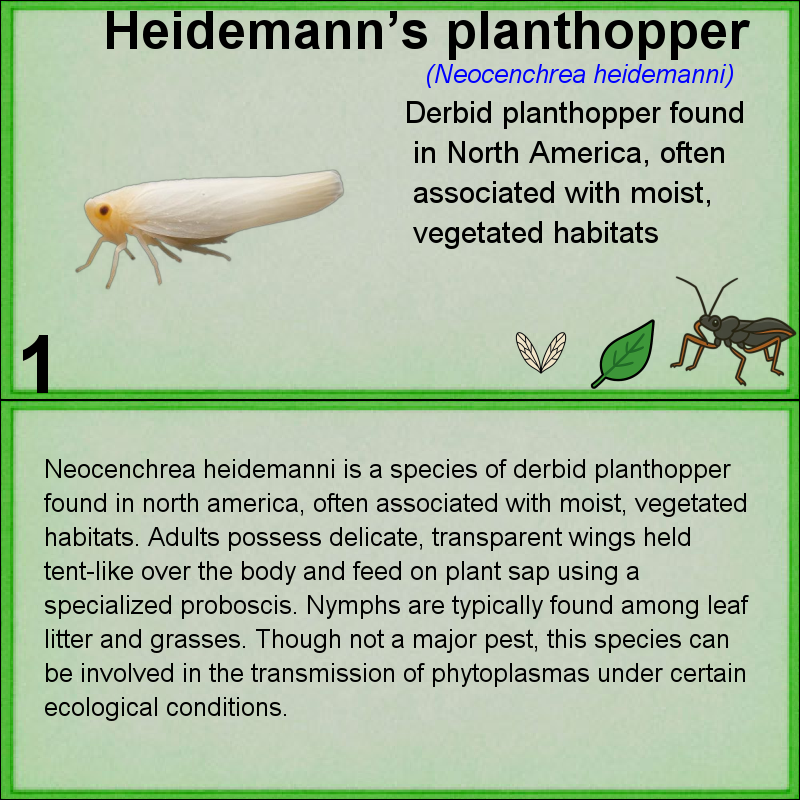 Heidemann’s planthopper
(Neocenchrea heidemanni)
Derbid planthopper found
in North America, often
associated with moist,
vegetated habitats
1
Neocenchrea heidemanni is a species of derbid planthopper
found in north america, often associated with moist, vegetated
habitats. Adults possess delicate, transparent wings held
tent-like over the body and feed on plant sap using a
specialized proboscis. Nymphs are typically found among leaf
litter and grasses. Though not a major pest, this species can
be involved in the transmission of phytoplasmas under certain
ecological conditions.